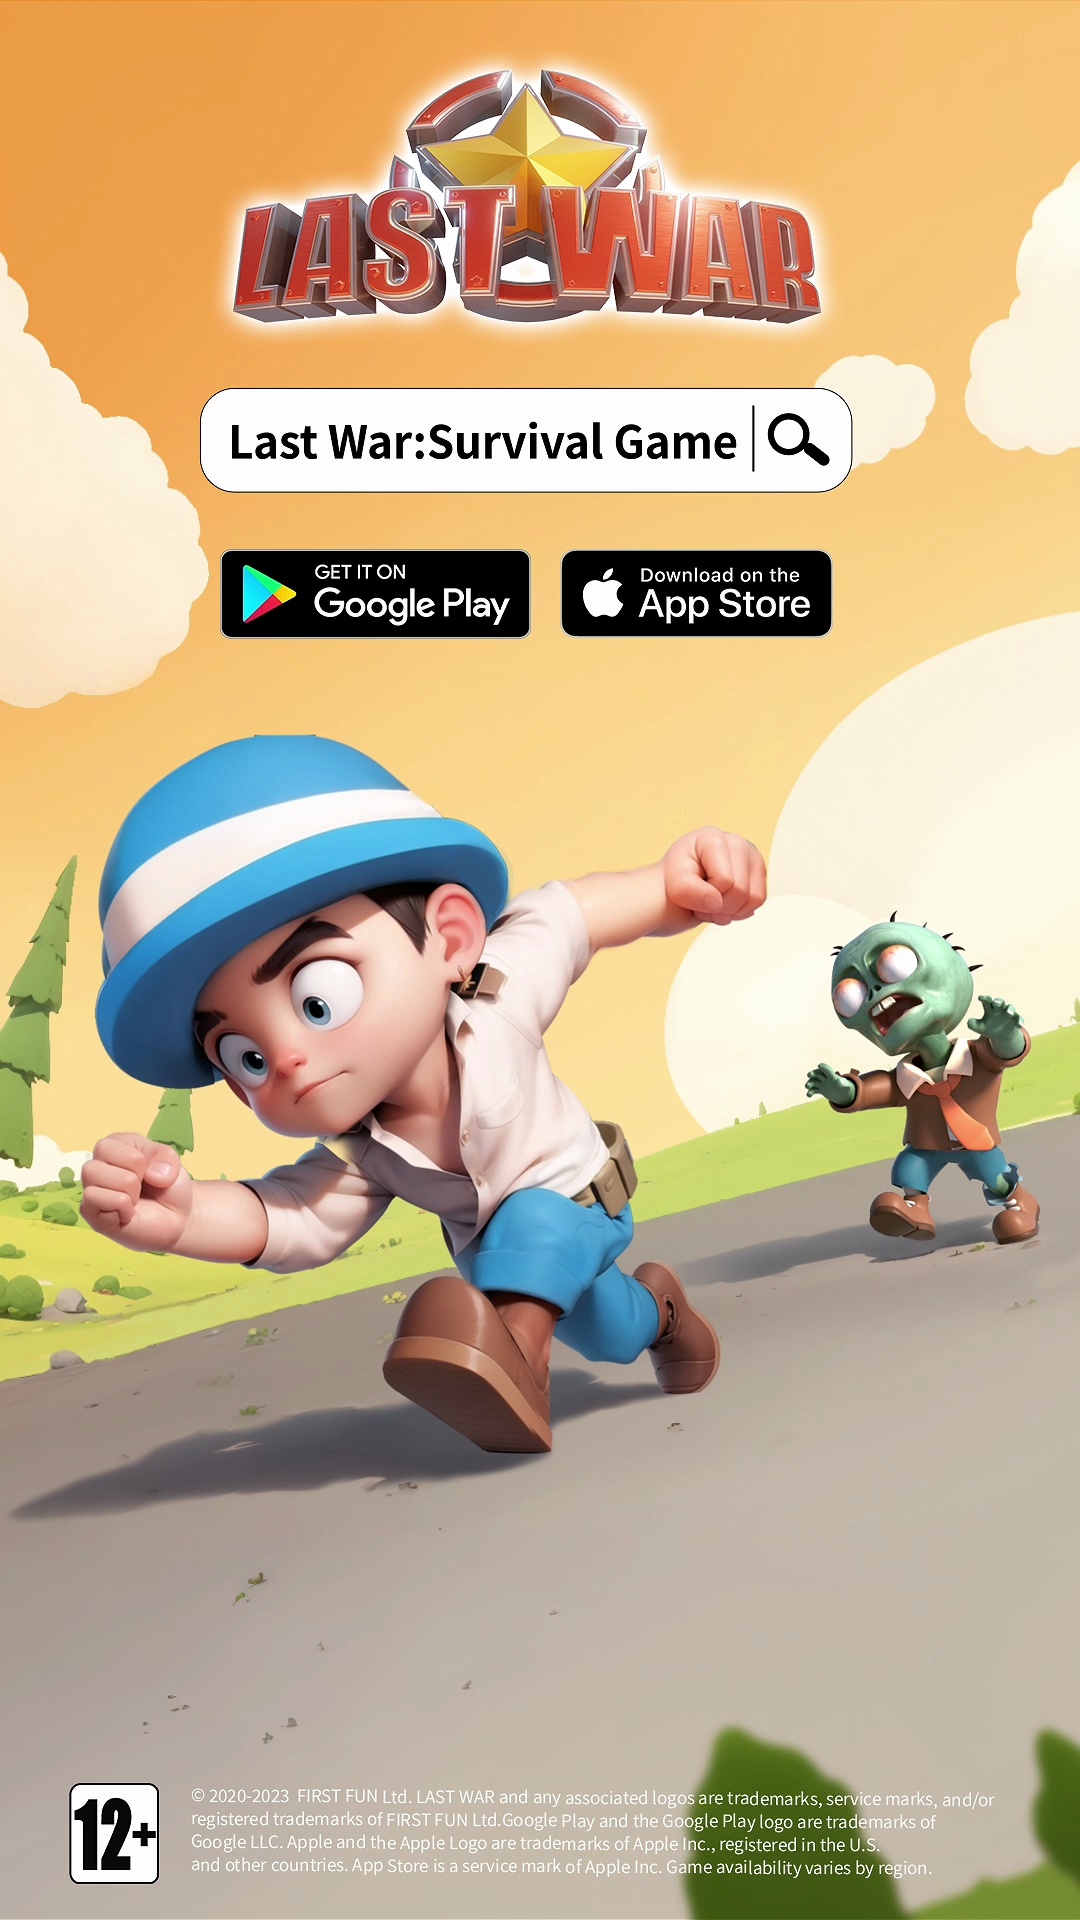 LAST WAR
Last War:Survival Game
GET IT ON
Google Play
Download on the
App Store
12+
© 2020-2023 FIRST FUN Ltd. LAST WAR and any associated logos are trademarks, service marks, and/or
registered trademarks of FIRST FUN Ltd.Google Play and the Google Play logo are trademarks of
Google LLC. Apple and the Apple Logo are trademarks of Apple Inc., registered in the U.S.
and other countries. App Store is a service mark of Apple Inc. Game availability varies by region.